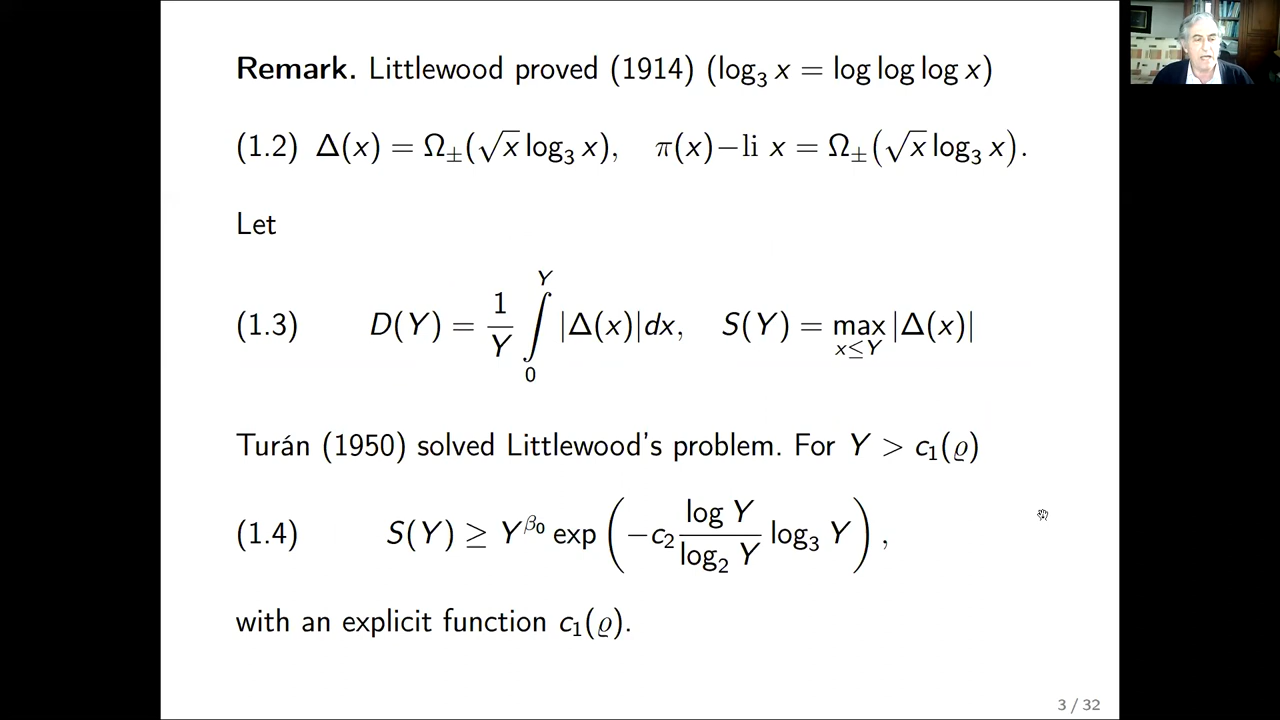 Remark. Littlewood proved (1914) (log₃ x = log log log x)
(1.2) Δ(x) = Ω±(√x log₃ x), π(x)−li x = Ω±(√x log₃ x).
Let
(1.3) D(Y) = 1/Y ∫₀^Y |Δ(x)|dx, S(Y) = max_{x≤Y} |Δ(x)|
Turán (1950) solved Littlewood's problem. For Y > c₁(ϱ)
(1.4) S(Y) ≥ Y^{β₀} exp(−c₂ log Y / log₂ Y log₃ Y),
with an explicit function c₁(ϱ).
3 / 32